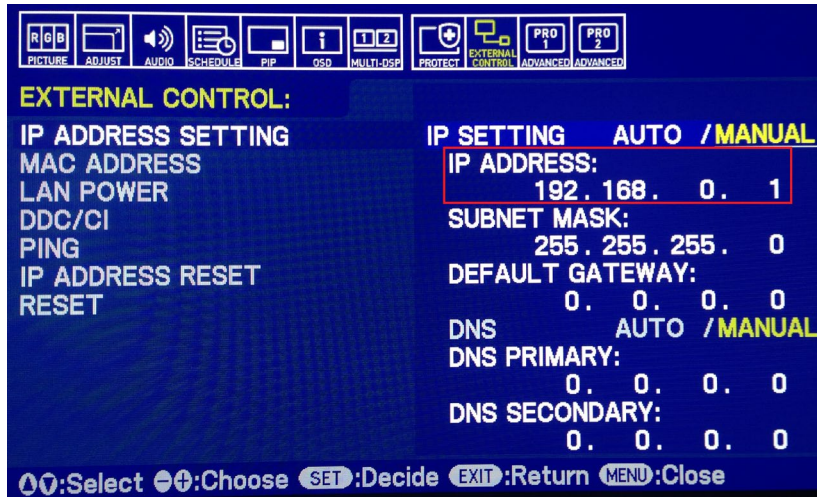 RGB
PICTURE
ADJUST
AUDIO
SCHEDULE
PIP
i
OSD
1 2
MULTI-DSP
PROTECT
EXTERNAL
CONTROL
PRO
1
ADVANCED
PRO
2
ADVANCED
EXTERNAL CONTROL:
IP ADDRESS SETTING
MAC ADDRESS
LAN POWER
DDC/CI
PING
IP ADDRESS RESET
RESET
IP SETTING AUTO /MANUAL
IP ADDRESS:
192. 168. 0. 1
SUBNET MASK:
255. 255. 255. 0
DEFAULT GATEWAY:
0. 0. 0. 0
DNS AUTO /MANUAL
DNS PRIMARY:
0. 0. 0. 0
DNS SECONDARY:
0. 0. 0. 0
:Select :Choose SET:Decide EXIT:Return MENU:Close